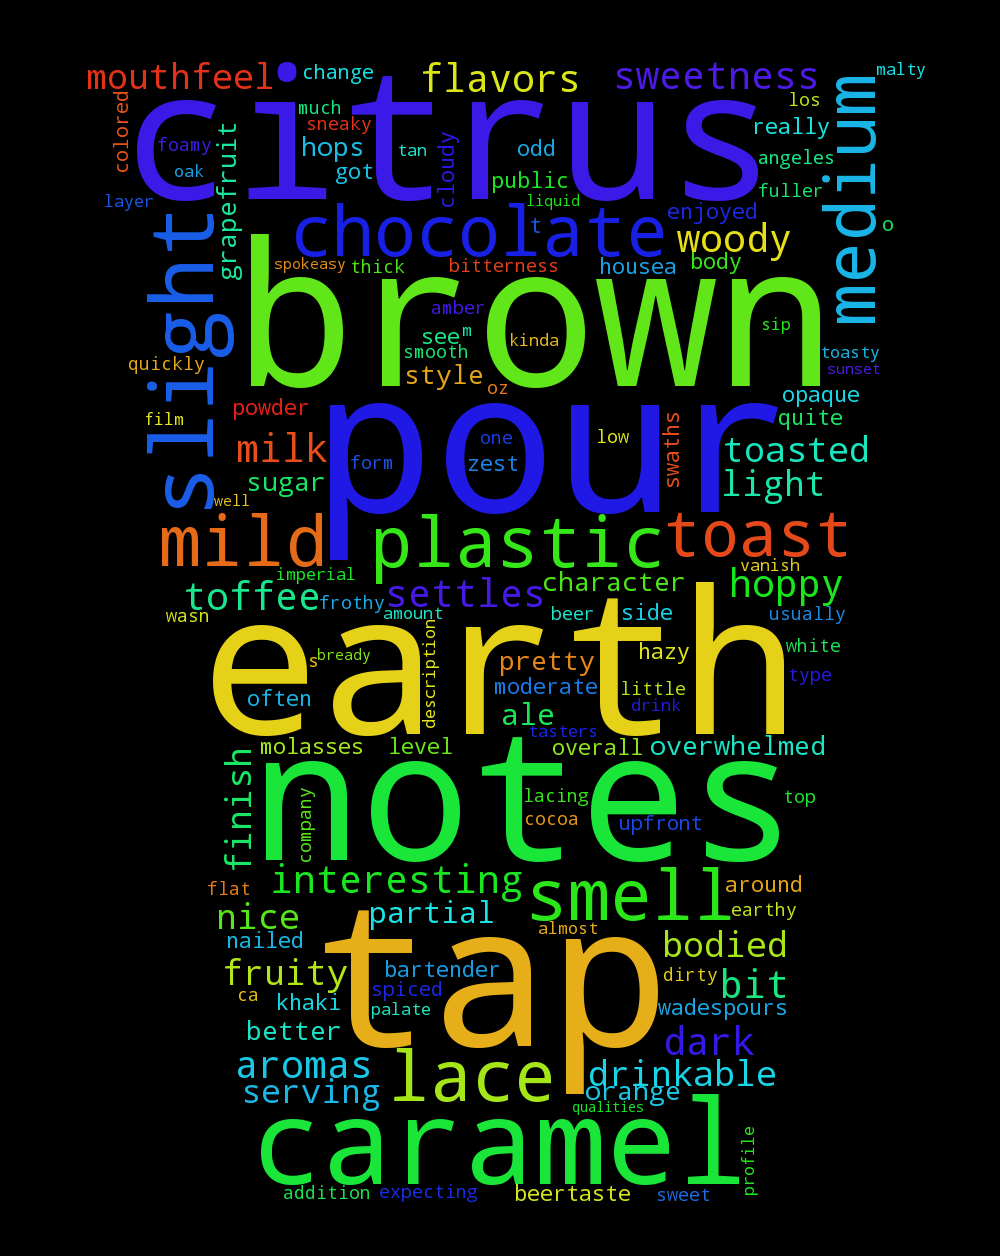 mouthfeel change flavors sweetness malty
citrus
colored much los
sneaky really
foamy hops tan cloudy odd angeles
oak got public fuller
layer grapefruit liquid enjoyed medium o
slight chocolate t woody
spokeasy thick bitterness housea body
brown
amber sip
see m kinda
smooth toasty
quickly style sunset
oz opaque
powder quite
film pour
milk one low swaths toasted
form zest
sugar light
well
mild plastic toast
imperial vanish
toffee frothy settles character hoppy
wasn amount beer side usually
earth
description hazy white
s bready pretty
often moderate little type
ale drink
tasters
molasses level overall overwhelmed
finish notes
company lacing top
cocoa upfront
interesting smell
flat around
nice partial earthy
nailed almost bodied
tap
fruity bartender dirty bit
ca khaki spiced
palate wadespours
better dark
aromas lace drinkable
serving orange
qualities
caramel profile
addition expecting beertaste sweet